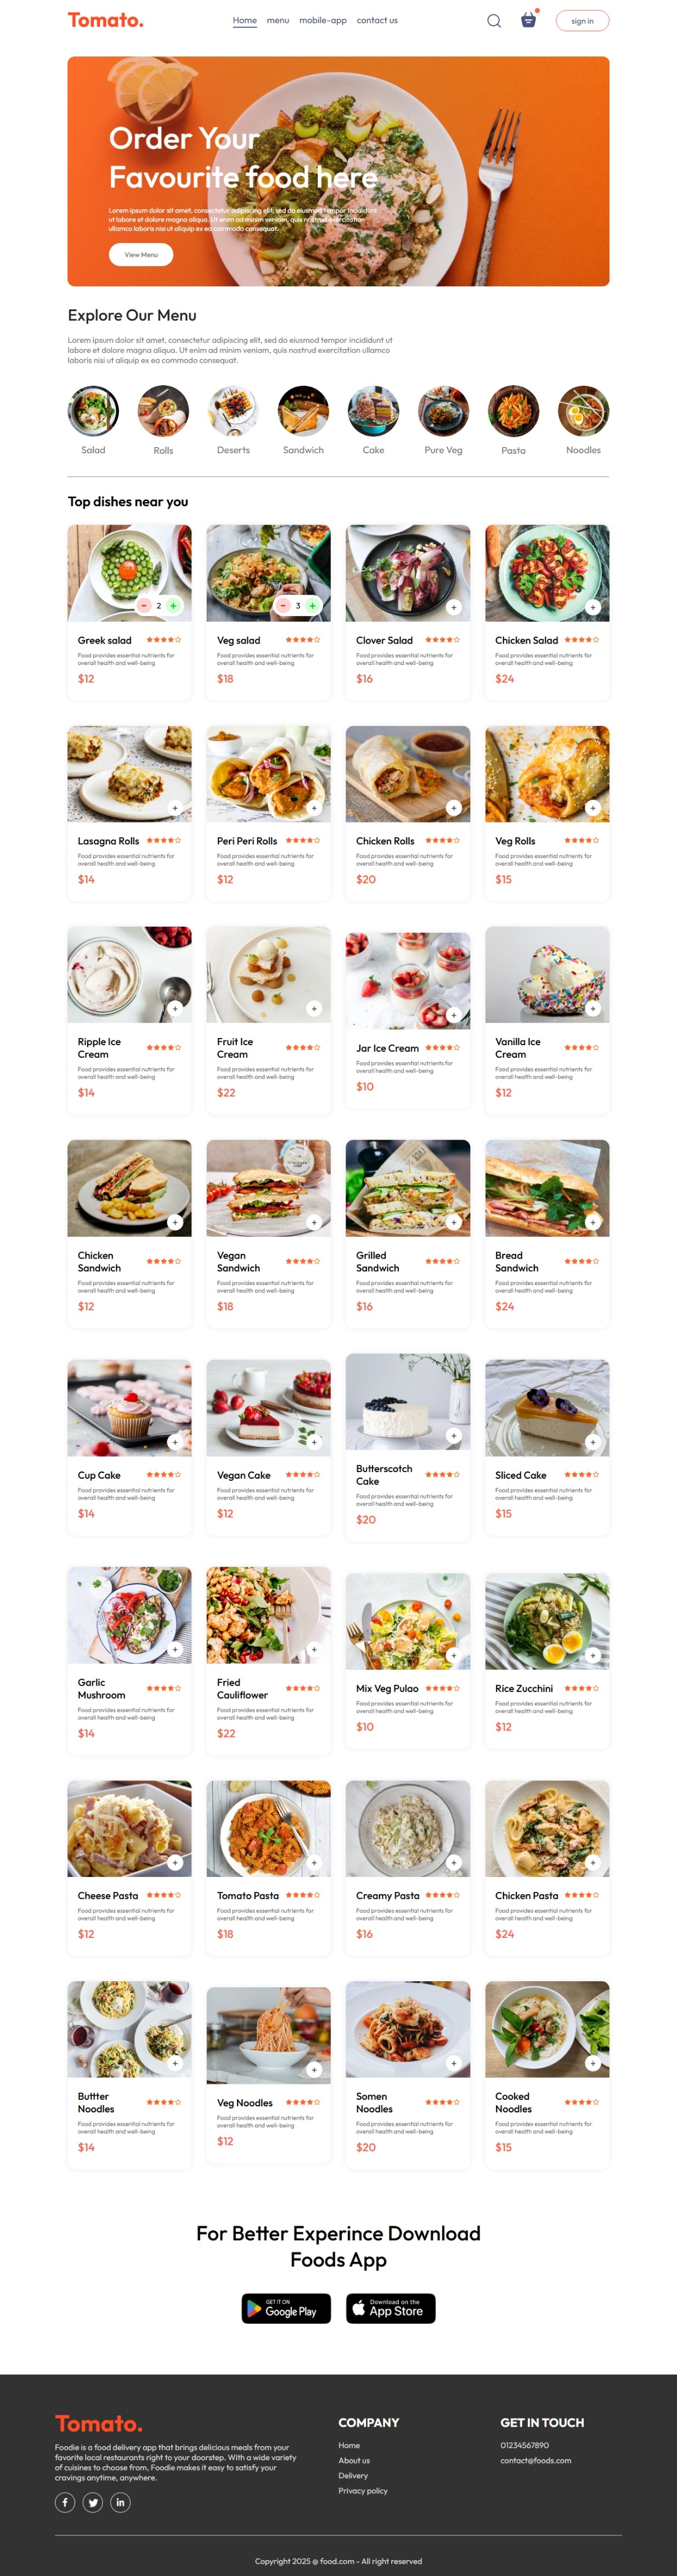 Tomato.
Home menu mobile-app contact us
sign in
Order Your
Favourite food here
Lorem ipsum dolor sit amet, consectetur adipiscing elit, sed do eiusmod tempor incididunt
ut labore et dolore magna aliqua. Ut enim ad minim veniam, quis nostrud exercitation
ullamco laboris nisi ut aliquip ex ea commodo consequat.
View Menu
Explore Our Menu
Lorem ipsum dolor sit amet, consectetur adipiscing elit, sed do eiusmod tempor incididunt ut
labore et dolore magna aliqua. Ut enim ad minim veniam, quis nostrud exercitation ullamco
laboris nisi ut aliquip ex ea commodo consequat.
Salad Rolls Deserts Sandwich Cake Pure Veg Pasta Noodles
Top dishes near you
- 2 +
Greek salad
Food provides essential nutrients for
overall health and well-being
$12
- 3 +
Veg salad
Food provides essential nutrients for
overall health and well-being
$18
+
Clover Salad
Food provides essential nutrients for
overall health and well-being
$16
+
Chicken Salad
Food provides essential nutrients for
overall health and well-being
$24
+
Lasagna Rolls
Food provides essential nutrients for
overall health and well-being
$14
+
Peri Peri Rolls
Food provides essential nutrients for
overall health and well-being
$12
+
Chicken Rolls
Food provides essential nutrients for
overall health and well-being
$20
+
Veg Rolls
Food provides essential nutrients for
overall health and well-being
$15
+
Ripple Ice
Cream
Food provides essential nutrients for
overall health and well-being
$14
+
Fruit Ice
Cream
Food provides essential nutrients for
overall health and well-being
$22
+
Jar Ice Cream
Food provides essential nutrients for
overall health and well-being
$10
+
Vanilla Ice
Cream
Food provides essential nutrients for
overall health and well-being
$12
+
Chicken
Sandwich
Food provides essential nutrients for
overall health and well-being
$12
+
Vegan
Sandwich
Food provides essential nutrients for
overall health and well-being
$18
+
Grilled
Sandwich
Food provides essential nutrients for
overall health and well-being
$16
+
Bread
Sandwich
Food provides essential nutrients for
overall health and well-being
$24
+
Cup Cake
Food provides essential nutrients for
overall health and well-being
$14
+
Vegan Cake
Food provides essential nutrients for
overall health and well-being
$12
+
Butterscotch
Cake
Food provides essential nutrients for
overall health and well-being
$20
+
Sliced Cake
Food provides essential nutrients for
overall health and well-being
$15
+
Garlic
Mushroom
Food provides essential nutrients for
overall health and well-being
$14
+
Fried
Cauliflower
Food provides essential nutrients for
overall health and well-being
$22
+
Mix Veg Pulao
Food provides essential nutrients for
overall health and well-being
$10
+
Rice Zucchini
Food provides essential nutrients for
overall health and well-being
$12
+
Cheese Pasta
Food provides essential nutrients for
overall health and well-being
$12
+
Tomato Pasta
Food provides essential nutrients for
overall health and well-being
$18
+
Creamy Pasta
Food provides essential nutrients for
overall health and well-being
$16
+
Chicken Pasta
Food provides essential nutrients for
overall health and well-being
$24
+
Buttter
Noodles
Food provides essential nutrients for
overall health and well-being
$14
+
Veg Noodles
Food provides essential nutrients for
overall health and well-being
$12
+
Somen
Noodles
Food provides essential nutrients for
overall health and well-being
$20
+
Cooked
Noodles
Food provides essential nutrients for
overall health and well-being
$15
For Better Experince Download
Foods App
GET IT ON
Google Play
Download on the
App Store
Tomato.
Foodie is a food delivery app that brings delicious meals from your
favorite local restaurants right to your doorstep. With a wide variety
of cuisines to choose from, Foodie makes it easy to satisfy your
cravings anytime, anywhere.
f
in
COMPANY
Home
About us
Delivery
Privacy policy
GET IN TOUCH
01234567890
contact@foods.com
Copyright 2025 @ food.com - All right reserved